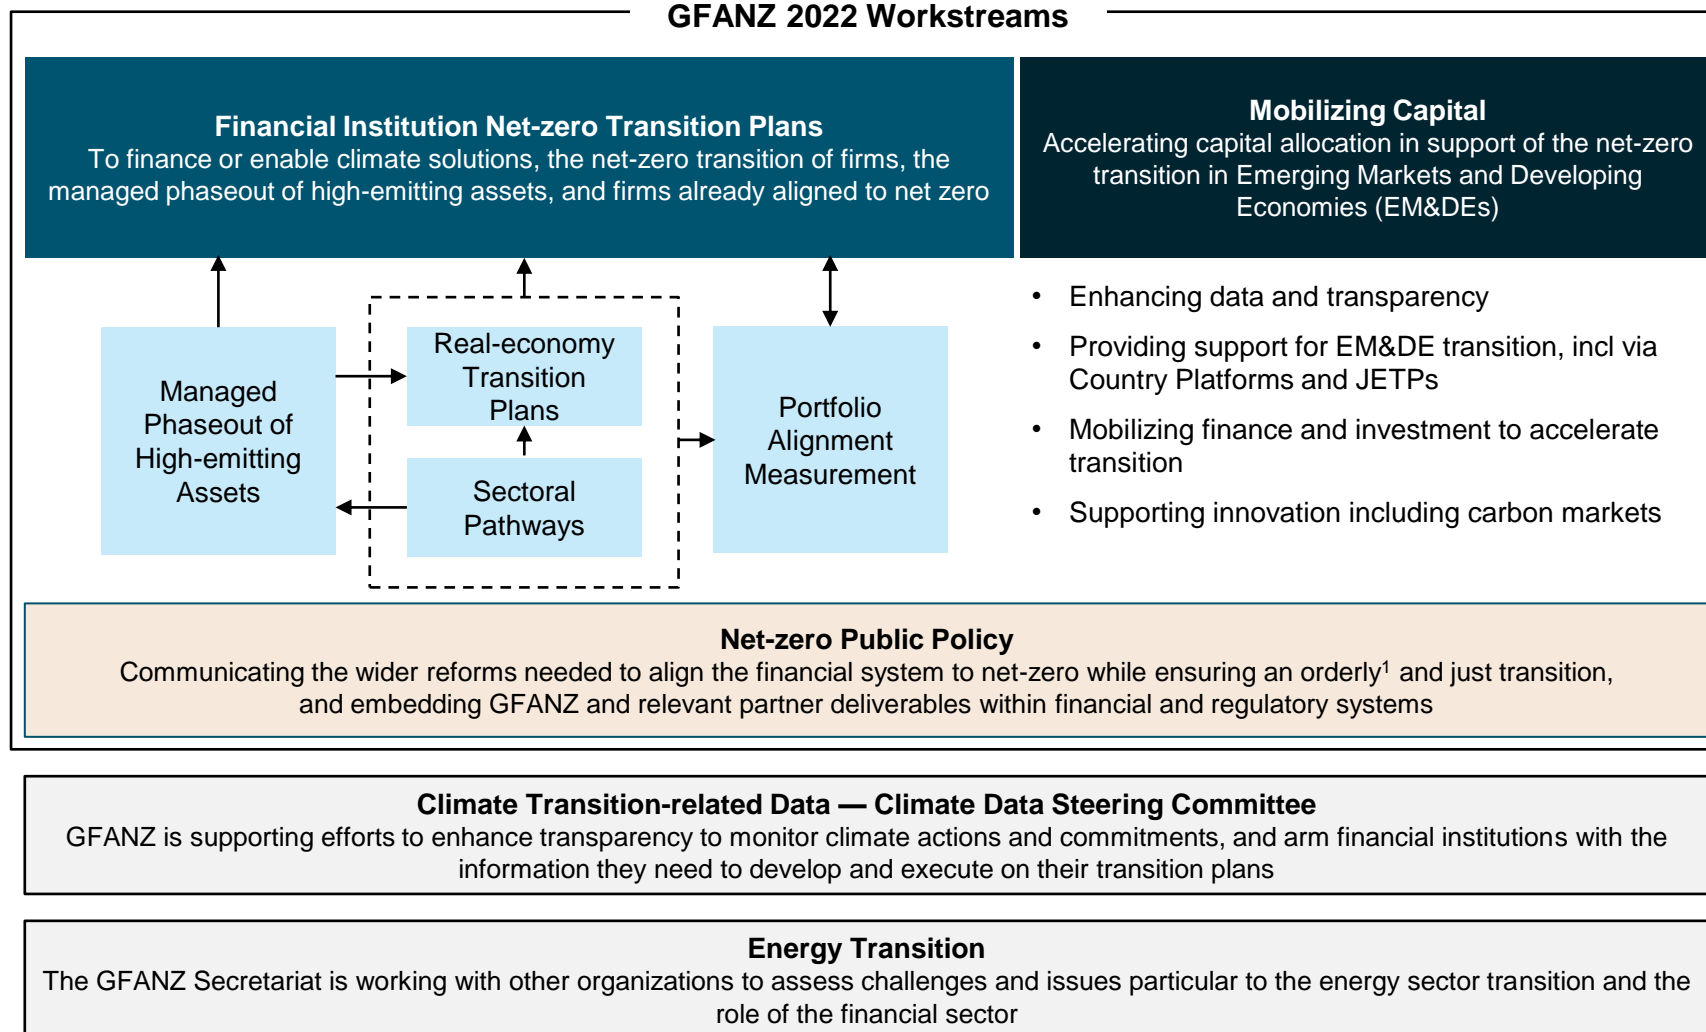 GFANZ 2022 Workstreams
Financial Institution Net-zero Transition Plans
To finance or enable climate solutions, the net-zero transition of firms, the
managed phaseout of high-emitting assets, and firms already aligned to net zero
Mobilizing Capital
Accelerating capital allocation in support of the net-zero
transition in Emerging Markets and Developing
Economies (EM&DEs)
Managed
Phaseout of
High-emitting
Assets
Real-economy
Transition
Plans
Sectoral
Pathways
Portfolio
Alignment
Measurement
• Enhancing data and transparency
• Providing support for EM&DE transition, incl via
Country Platforms and JETPs
• Mobilizing finance and investment to accelerate
transition
• Supporting innovation including carbon markets
Net-zero Public Policy
Communicating the wider reforms needed to align the financial system to net-zero while ensuring an orderly¹ and just transition,
and embedding GFANZ and relevant partner deliverables within financial and regulatory systems
Climate Transition-related Data — Climate Data Steering Committee
GFANZ is supporting efforts to enhance transparency to monitor climate actions and commitments, and arm financial institutions with the
information they need to develop and execute on their transition plans
Energy Transition
The GFANZ Secretariat is working with other organizations to assess challenges and issues particular to the energy sector transition and the
role of the financial sector